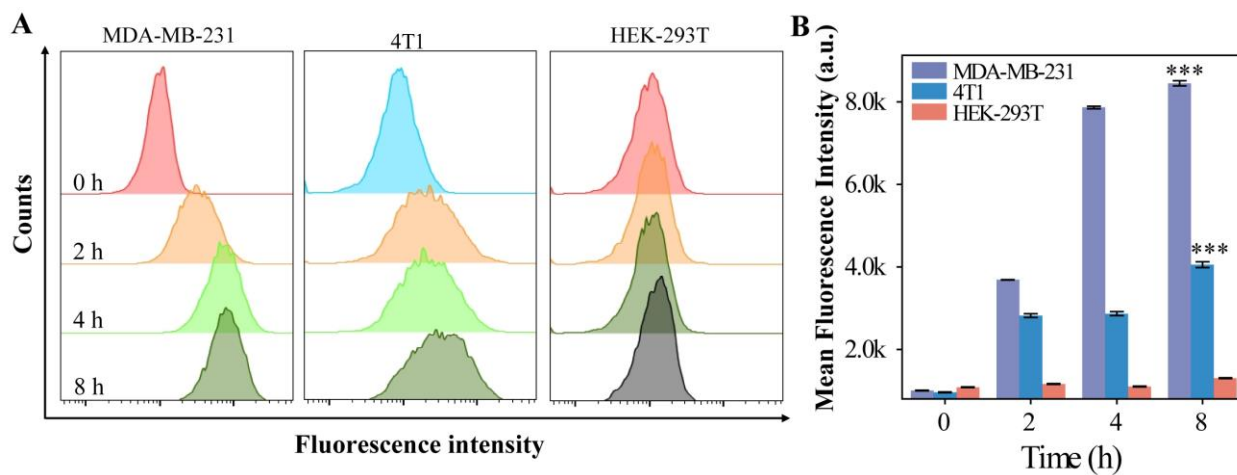 A
MDA-MB-231
4T1
HEK-293T
0 h
2 h
4 h
8 h
Counts
Fluorescence intensity
B
MDA-MB-231
4T1
HEK-293T
***
***
Mean Fluorescence Intensity (a.u.)
8.0k
6.0k
4.0k
2.0k
0 2 4 8
Time (h)